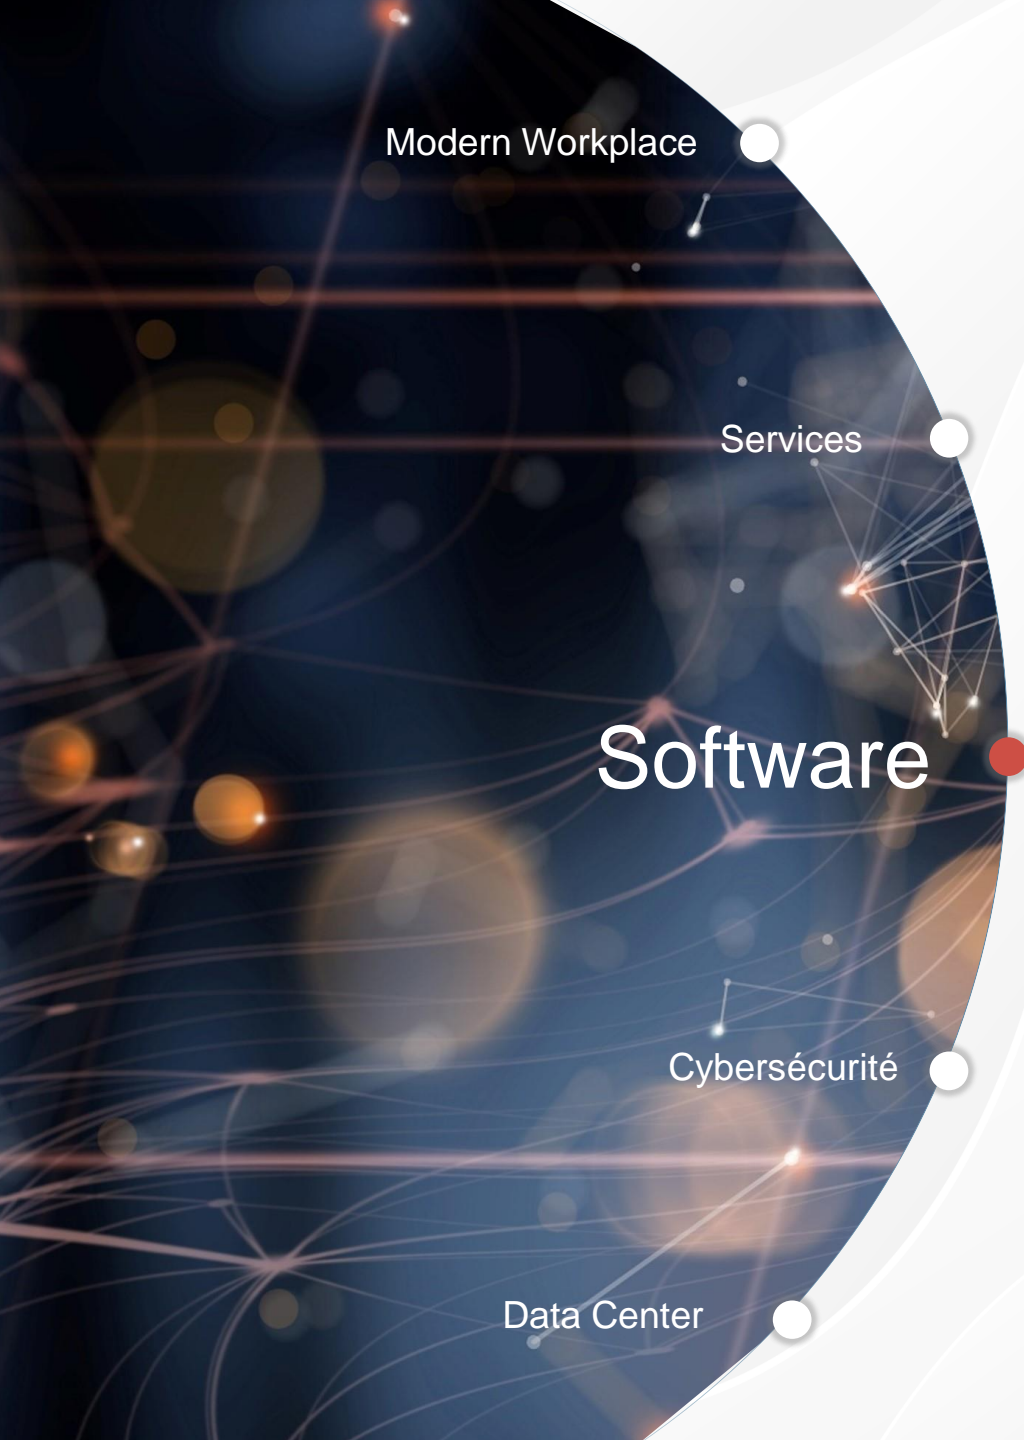 Modern Workplace
Services
Software
Cybersécurité
Data Center